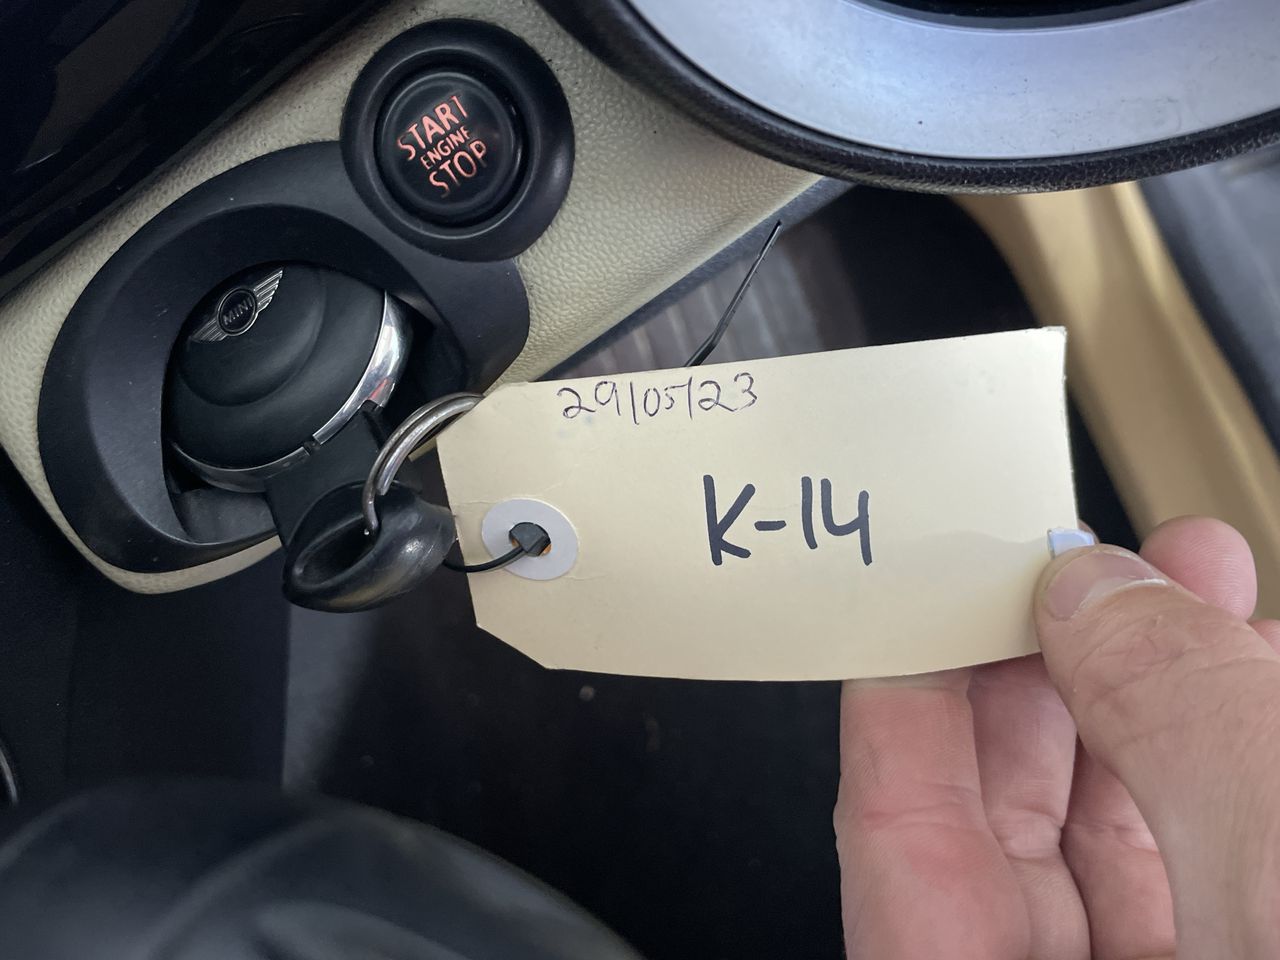 START
ENGINE
STOP
MINI
29/05/23
K-14